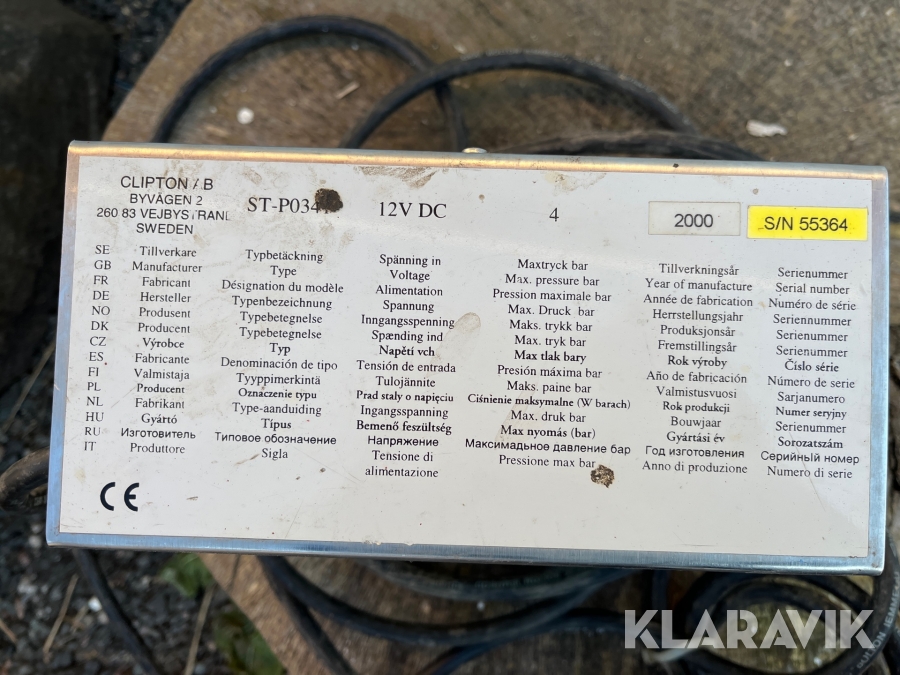 CLIPTON AB
BYVÄGEN 2
260 83 VEJBYSTRAND
SWEDEN
ST-P034
12V DC
4
2000
S/N 55364
SE Tillverkare Typbetäckning Spänning in Maxtryck bar Tillverkningsår Serienummer
GB Manufacturer Type Voltage Max. pressure bar Year of manufacture Serial number
FR Fabricant Désignation du modèle Alimentation Pression maximale bar Année de fabrication Numéro de série
DE Hersteller Typenbezeichnung Spannung Max. Druck bar Herrstellungsjahr Seriennummer
NO Produsent Typebetegnelse Inngangsspenning Maks. trykk bar Produksjonsår Serienummer
DK Producent Typebetegnelse Spænding ind Max. tryk bar Fremstillingsår Serienummer
CZ Výrobce Typ Napětí vch Max tlak bary Rok výroby Číslo série
ES Fabricante Denominación de tipo Tensión de entrada Presión máxima bar Año de fabricación Número de serie
FI Valmistaja Tyyppimerkintä Tulojännite Maks. paine bar Valmistusvuosi Sarjanumero
PL Producent Oznaczenie typu Prad staly o napięciu Ciśnienie maksymalne (W barach) Rok produkcji Numer seryjny
NL Fabrikant Type-aanduiding Ingangsspanning Max. druk bar Bouwjaar Serienummer
HU Gyártó Típus Bemenő feszültség Max nyomás (bar) Gyártási év Sorozatszám
RU Изготовитель Типовое обозначение Напряжение Максимадьное давление бар Год изготовления Серийный номер
IT Produttore Sigla Tensione di alimentazione Pressione max bar Anno di produzione Numero di serie
CE
KLARAVIK